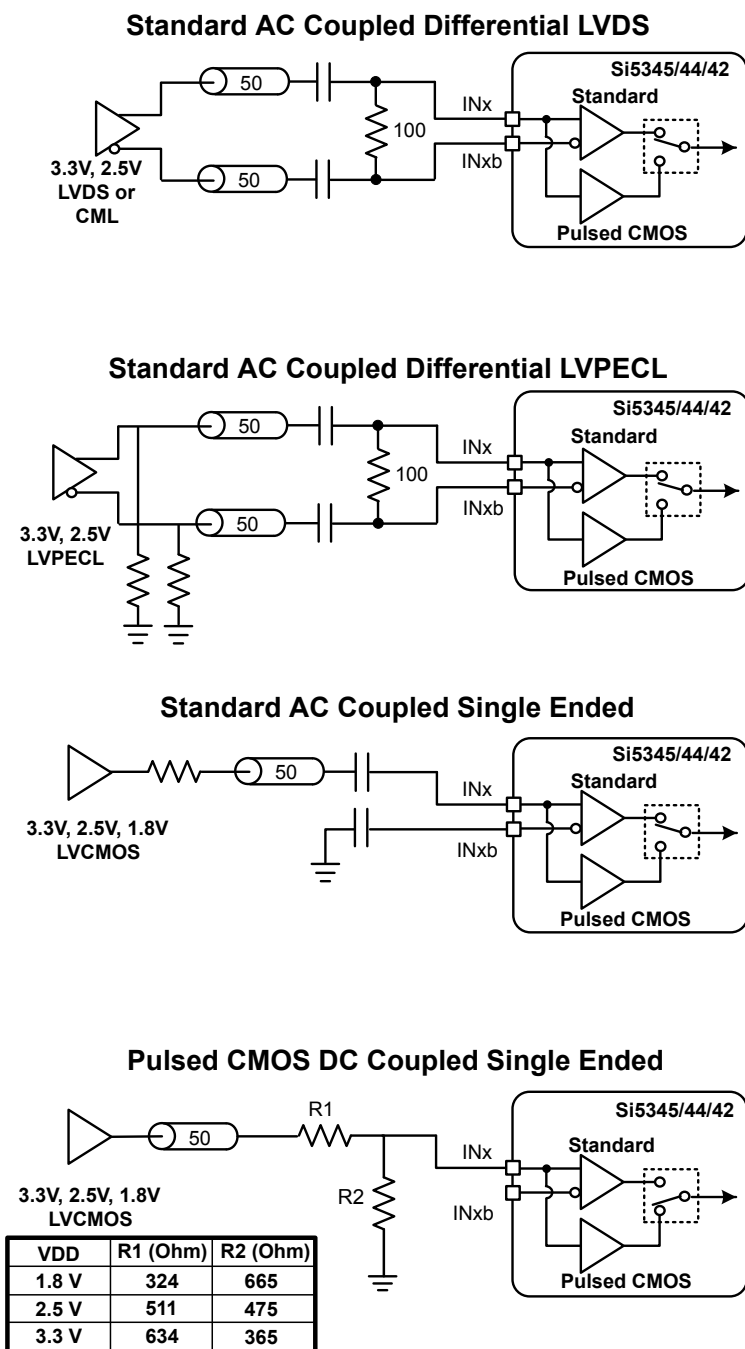 Standard AC Coupled Differential LVDS
Si5345/44/42
50
INx
Standard
100
50
INxb
3.3V, 2.5V
LVDS or
CML
Pulsed CMOS
Standard AC Coupled Differential LVPECL
Si5345/44/42
50
INx
Standard
100
50
INxb
3.3V, 2.5V
LVPECL
Pulsed CMOS
Standard AC Coupled Single Ended
Si5345/44/42
50
INx
Standard
3.3V, 2.5V, 1.8V
LVCMOS
INxb
Pulsed CMOS
Pulsed CMOS DC Coupled Single Ended
Si5345/44/42
R1
50
INx
Standard
3.3V, 2.5V, 1.8V
LVCMOS
R2
INxb
Pulsed CMOS
VDD R1 (Ohm) R2 (Ohm)
1.8 V 324 665
2.5 V 511 475
3.3 V 634 365